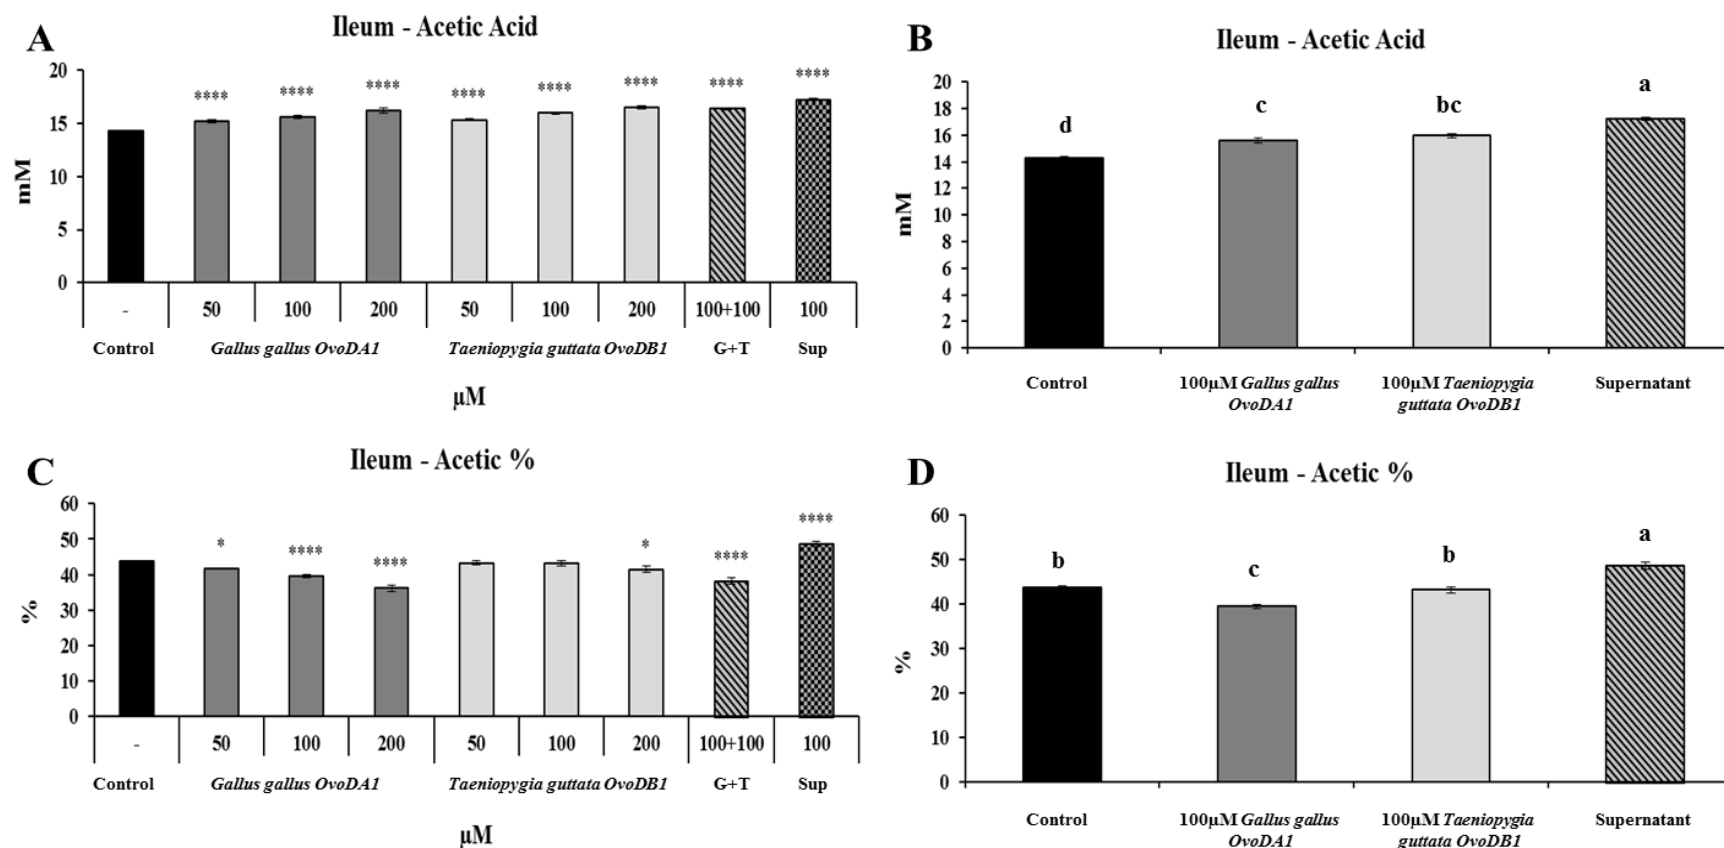 A
Ileum - Acetic Acid
mM
20
15
10
5
0
**** **** **** **** **** **** **** ****
- 50 100 200 50 100 200 100+100 100
Control Gallus gallus OvoDA1 Taeniopygia guttata OvoDB1 G+T Sup
µM
B
Ileum - Acetic Acid
mM
20
18
16
14
12
10
8
6
4
2
0
d c bc a
Control 100µM Gallus gallus 100µM Taeniopygia Supernatant
OvoDA1 guttata OvoDB1
C
Ileum - Acetic %
%
60
50
40
30
20
10
0
* **** **** * **** ****
- 50 100 200 50 100 200 100+100 100
Control Gallus gallus OvoDA1 Taeniopygia guttata OvoDB1 G+T Sup
µM
D
Ileum - Acetic %
%
60
50
40
30
20
10
0
b c b a
Control 100µM Gallus gallus 100µM Taeniopygia Supernatant
OvoDA1 guttata OvoDB1